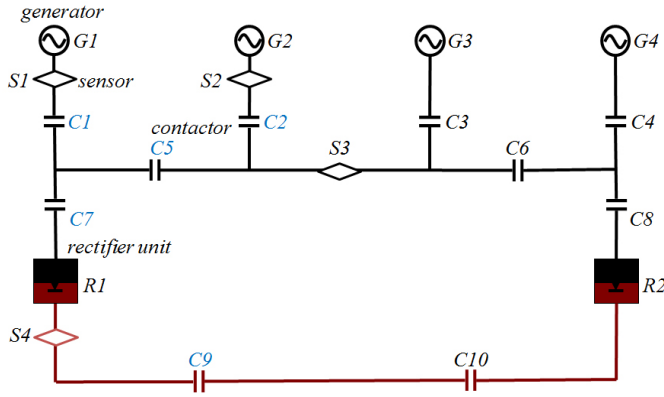 generator
G1
G2
G3
G4
S1
sensor
S2
C1
contactor
C2
C3
C4
C5
S3
C6
C7
C8
rectifier unit
R1
R2
S4
C9
C10